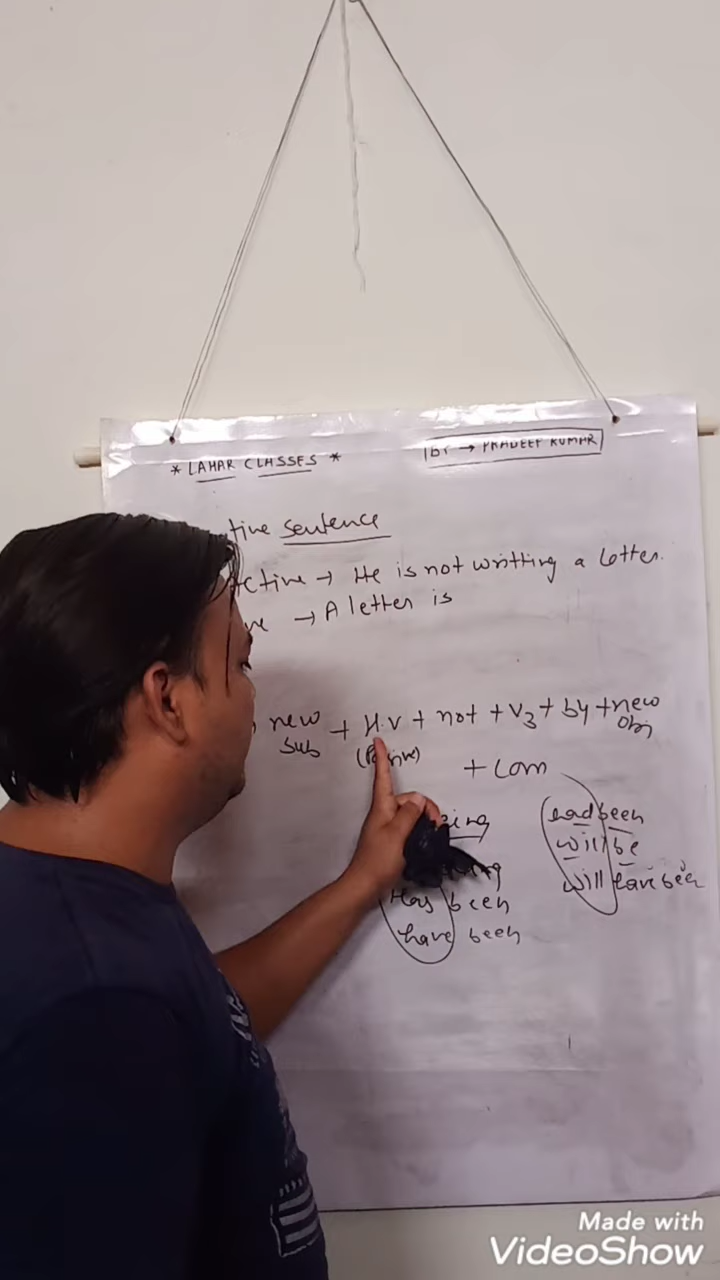 * LAHAR CLASSES *
PRADEEP KUMAR
tive Sentence
ctive → He is not writting a letter.
ve → A letter is
new sub + H.V + not + V3 + by + new obj
+ Com
had been
will be
will have been
Has been
have been
Made with
VideoShow